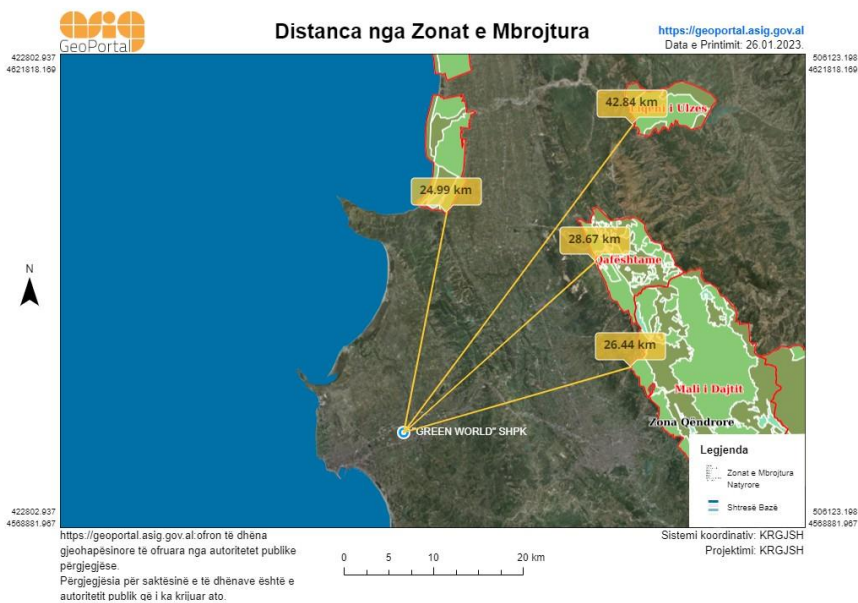 GeoPortal
Distanca nga Zonat e Mbrojtura
https://geoportal.asig.gov.al
Data e Printimit: 26.01.2023.
422802.937
4621818.169
506123.198
4621818.169
42.84 km
Liqeni i Ulzes
24.99 km
28.67 km
Qafështame
26.44 km
Mali i Dajtit
Zona Qëndrore
"GREEN WORLD" SHPK
N
Legjenda
Zonat e Mbrojtura
Natyrore
Shtresë Bazë
422802.937
4568881.967
506123.198
4568881.967
https://geoportal.asig.gov.al:ofron të dhëna
gjeohapësinore të ofruara nga autoritetet publike
përgjegjëse.
Përgjegjësia për saktësinë e të dhënave është e
autoritetit publik që i ka krijuar ato.
0 5 10 20 km
Sistemi koordinativ: KRGJSH
Projektimi: KRGJSH